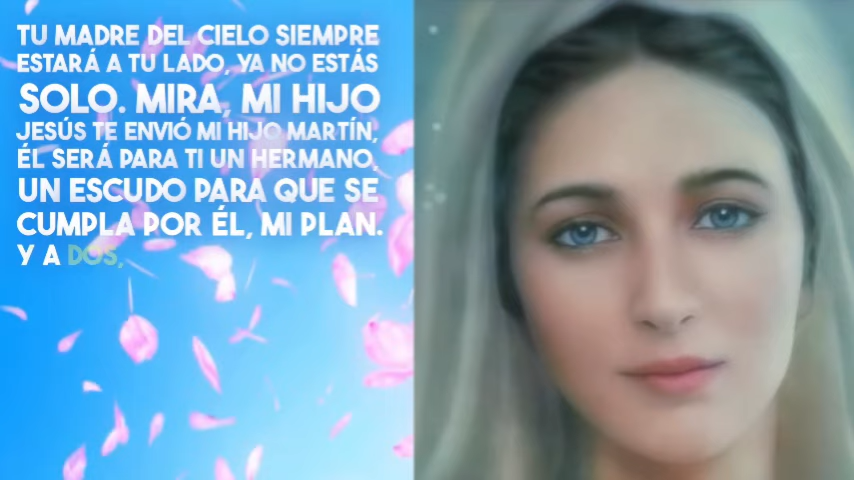 TU MADRE DEL CIELO SIEMPRE
ESTARÁ A TU LADO, YA NO ESTÁS
SOLO. MIRA, MI HIJO
JESÚS TE ENVIÓ MI HIJO MARTÍN,
ÉL SERÁ PARA TI UN HERMANO,
UN ESCUDO PARA QUE SE
CUMPLA POR ÉL, MI PLAN.
Y A DOS,